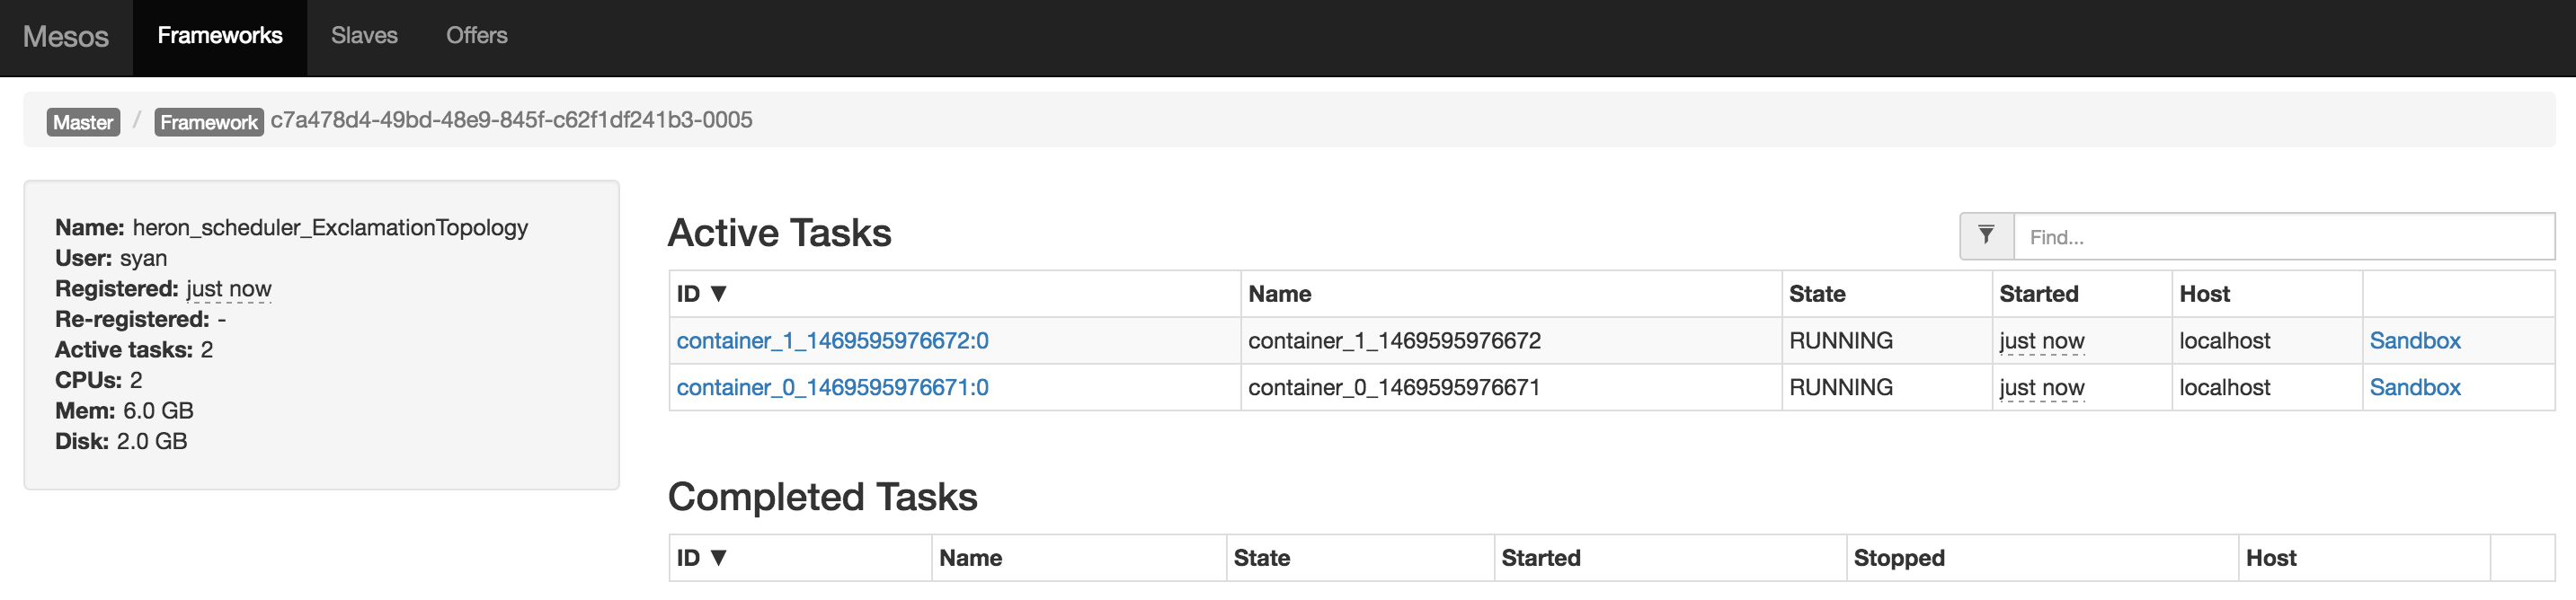 Mesos Frameworks Slaves Offers
Master / Framework c7a478d4-49bd-48e9-845f-c62f1df241b3-0005
Name: heron_scheduler_ExclamationTopology
User: syan
Registered: just now
Re-registered: -
Active tasks: 2
CPUs: 2
Mem: 6.0 GB
Disk: 2.0 GB
Active Tasks
Find...
ID ▼ Name State Started Host
container_1_1469595976672:0 container_1_1469595976672 RUNNING just now localhost Sandbox
container_0_1469595976671:0 container_0_1469595976671 RUNNING just now localhost Sandbox
Completed Tasks
ID ▼ Name State Started Stopped Host